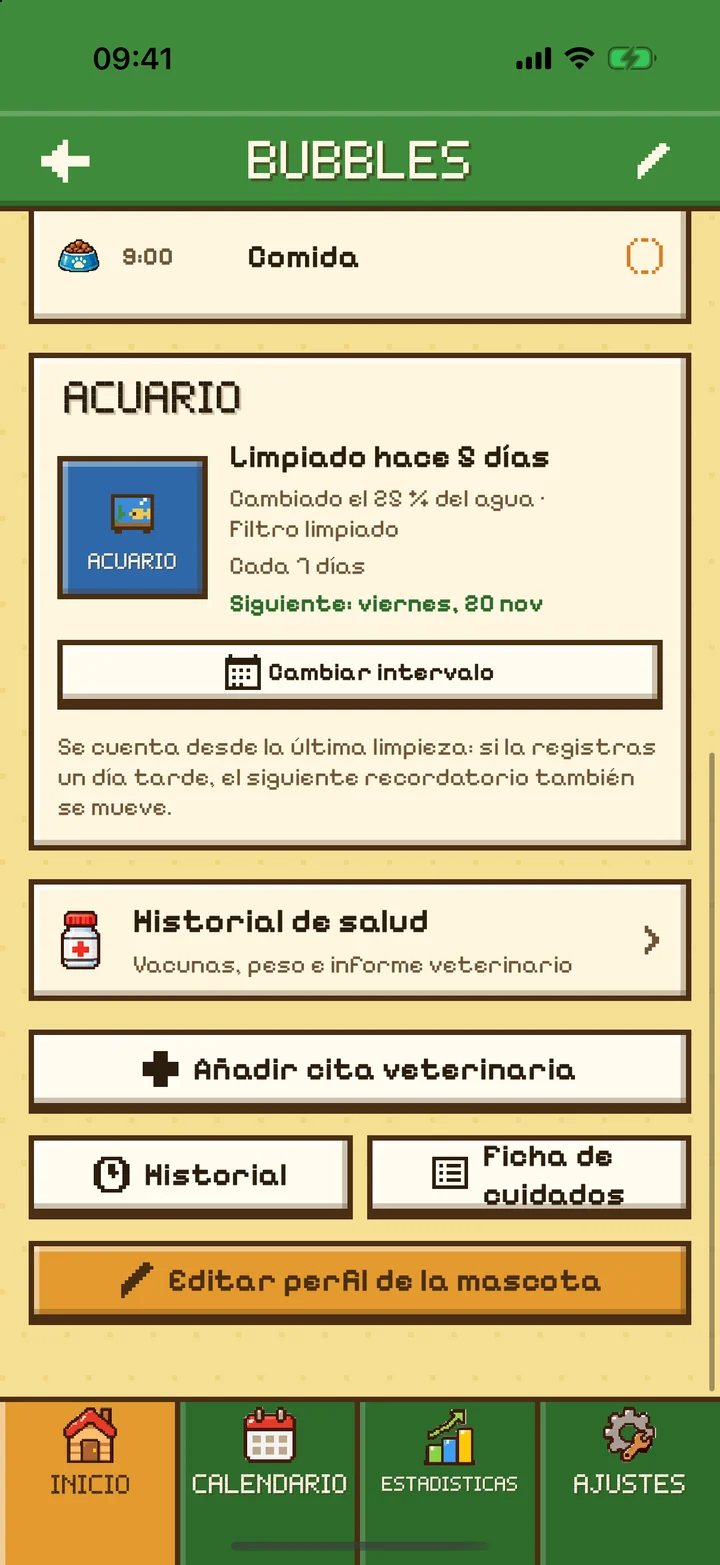 09:41
BUBBLES
9:00 Comida
ACUARIO
Limpiado hace 5 días
Cambiado el 25 % del agua ·
Filtro limpiado
ACUARIO
Cada 7 días
Siguiente: viernes, 20 nov
Cambiar intervalo
Se cuenta desde la última limpieza: si la registras
un día tarde, el siguiente recordatorio también
se mueve.
Historial de salud
Vacunas, peso e informe veterinario
Añadir cita veterinaria
Historial
Ficha de
cuidados
Editar perfil de la mascota
INICIO
CALENDARIO
ESTADISTICAS
AJUSTES